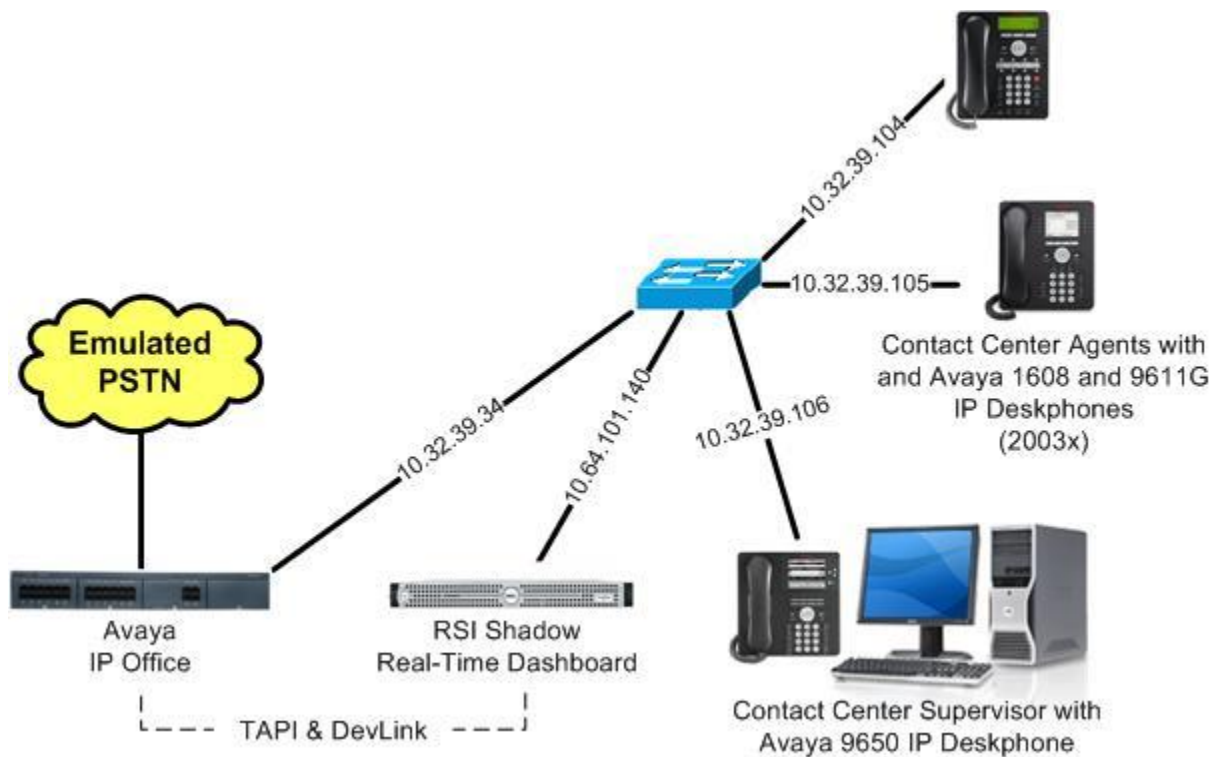 10.32.39.104
10.32.39.105
Contact Center Agents with
and Avaya 1608 and 9611G
IP Deskphones
(2003x)
Emulated
PSTN
10.32.39.34
10.64.101.140
10.32.39.106
Avaya
IP Office
RSI Shadow
Real-Time Dashboard
TAPI & DevLink
Contact Center Supervisor with
Avaya 9650 IP Deskphone